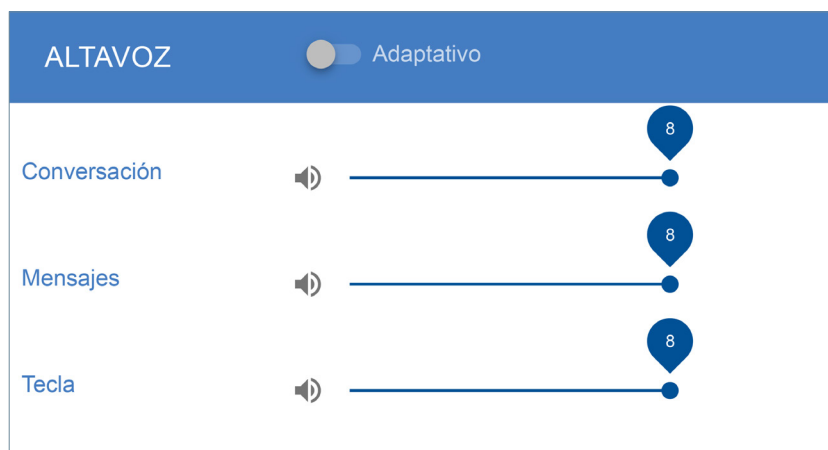 ALTAVOZ
Adaptativo
8
Conversación
8
Mensajes
8
Tecla